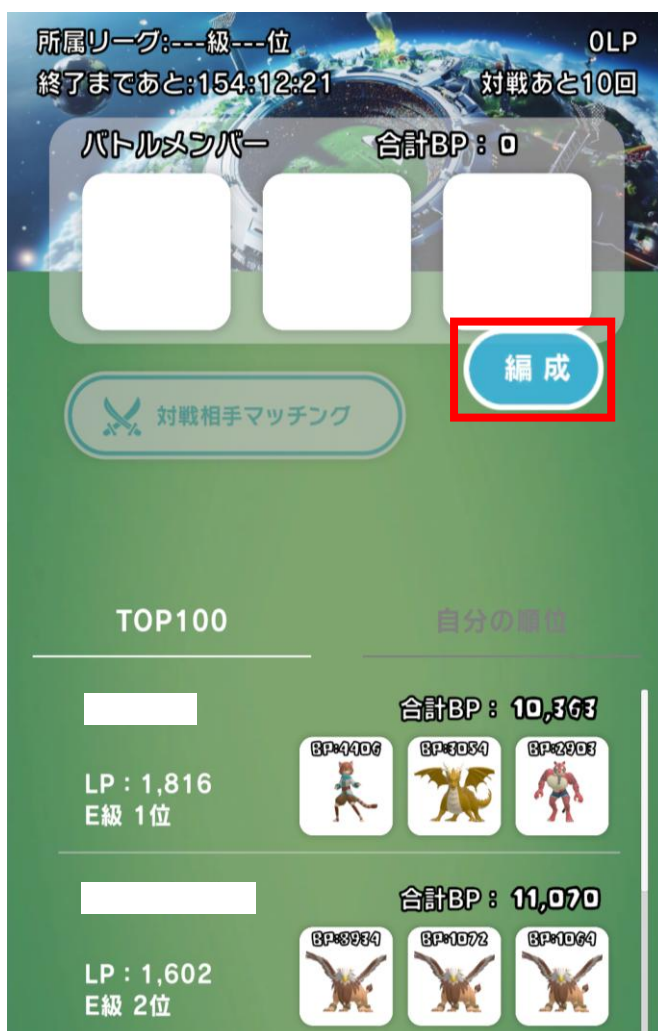 所属リーグ:---級---位 0LP
終了まであと:154:12:21 対戦あと10回
バトルメンバー 合計BP：0
編成
対戦相手マッチング
TOP100 自分の順位
合計BP：10,363
BP:4406 BP:3054 BP:2903
LP：1,816
E級 1位
合計BP：11,070
BP:8934 BP:1072 BP:1064
LP：1,602
E級 2位